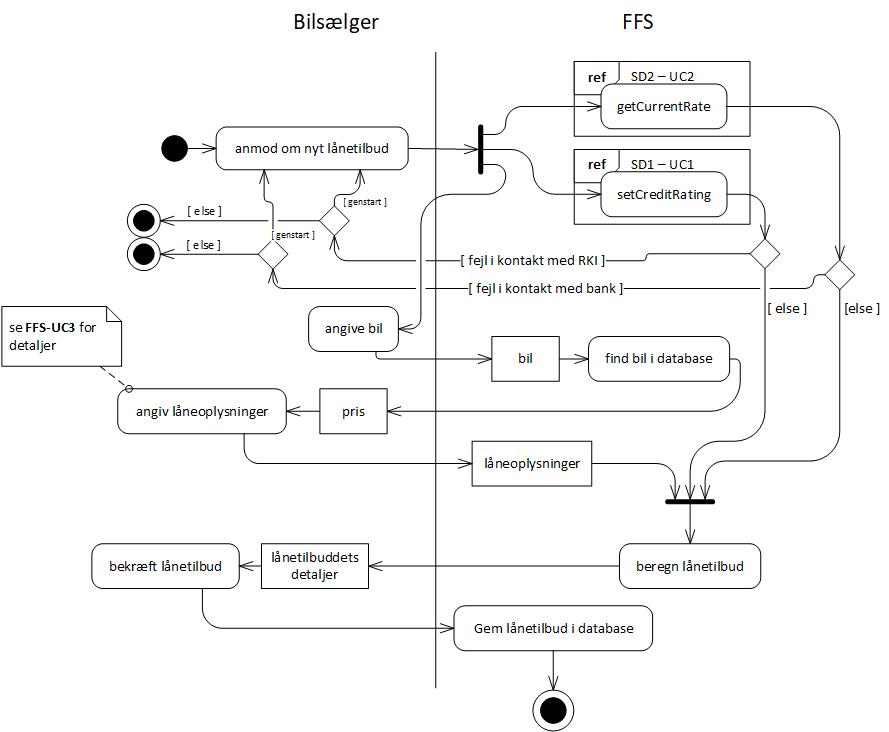 Bilsælger
FFS
ref
SD2 – UC2
getCurrentRate
anmod om nyt lånetilbud
ref
SD1 – UC1
setCreditRating
[ genstart ]
[ else ]
[ genstart ]
[ else ]
[ fejl i kontakt med RKI ]
[ fejl i kontakt med bank ]
[ else ]
[else ]
se FFS-UC3 for
detaljer
angive bil
bil
find bil i database
angiv låneoplysninger
pris
låneoplysninger
bekræft lånetilbud
lånetilbuddets
detaljer
beregn lånetilbud
Gem lånetilbud i database